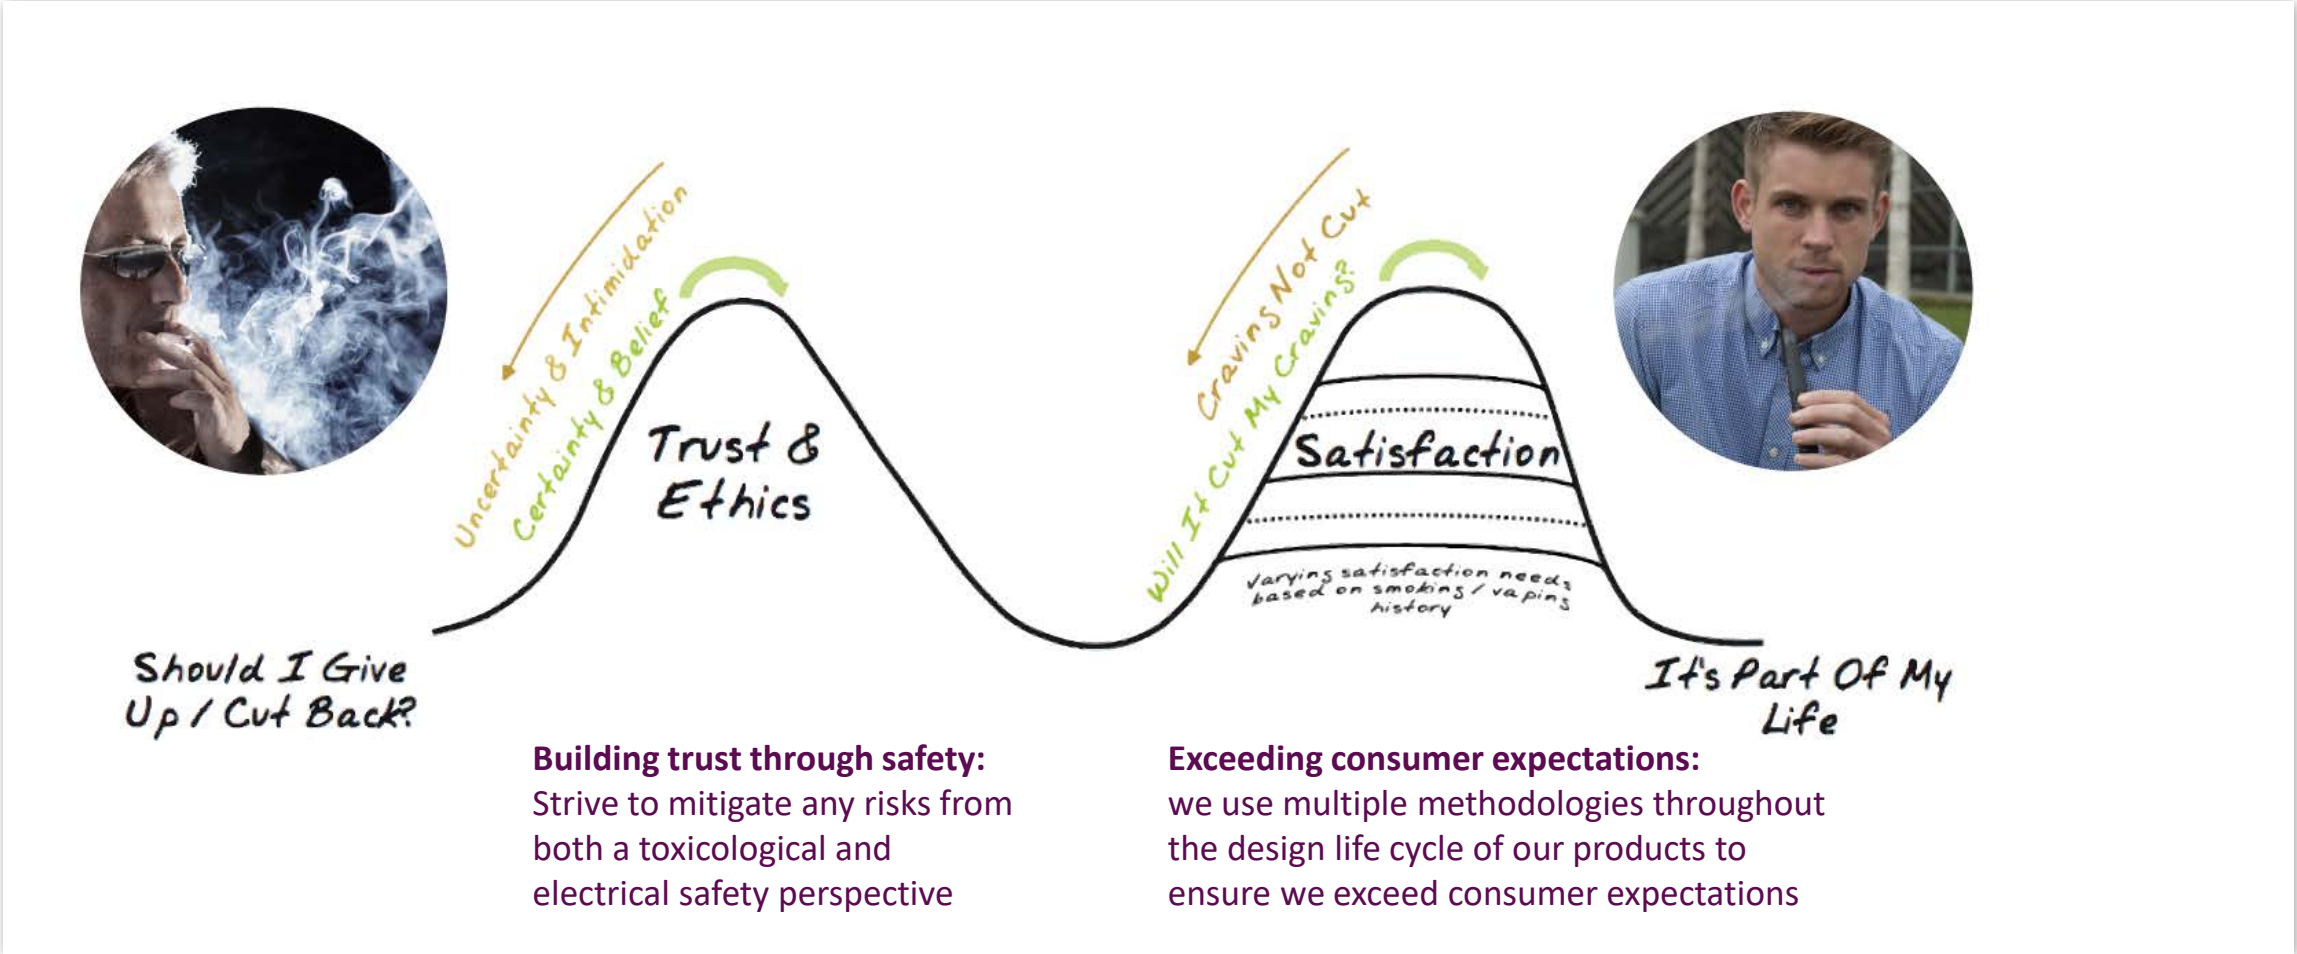 Uncertainty & Intimidation
Certainty & Belief
Trust &
Ethics
Craving Not Cut
Will It Cut My Craving?
Satisfaction
Varying satisfaction needs
based on smoking / vaping
history
Should I Give
Up / Cut Back?
It's Part Of My
Life
Building trust through safety:
Strive to mitigate any risks from
both a toxicological and
electrical safety perspective
Exceeding consumer expectations:
we use multiple methodologies throughout
the design life cycle of our products to
ensure we exceed consumer expectations